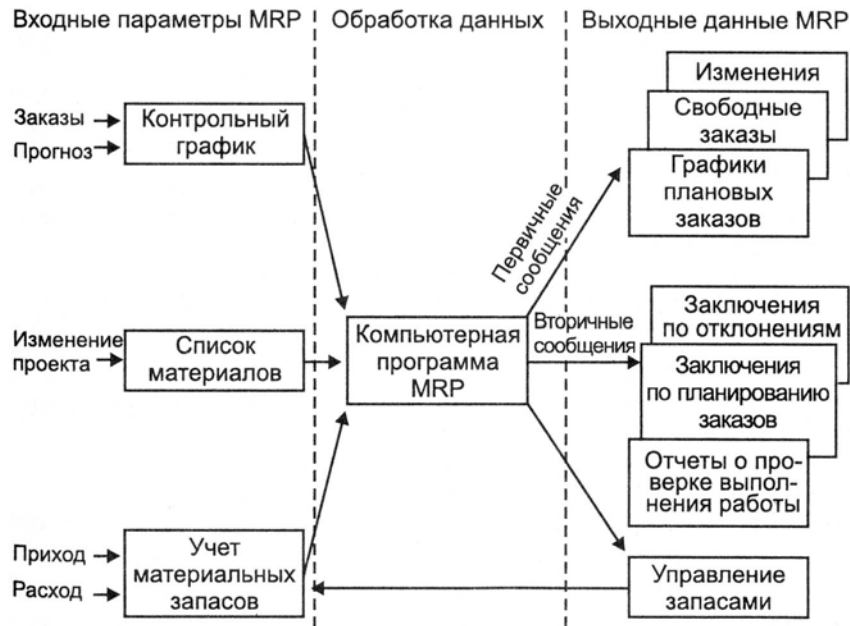 Входные параметры MRP
Обработка данных
Выходные данные MRP
Заказы
Прогноз
Контрольный
график
Изменения
Свободные
заказы
Графики
плановых
заказов
Первичные
сообщения
Изменение
проекта
Список
материалов
Компьютерная
программа
MRP
Вторичные
сообщения
Заключения
по отклонениям
Заключения
по планированию
заказов
Отчеты о про-
верке выпол-
нения работы
Приход
Расход
Учет
материальных
запасов
Управление
запасами